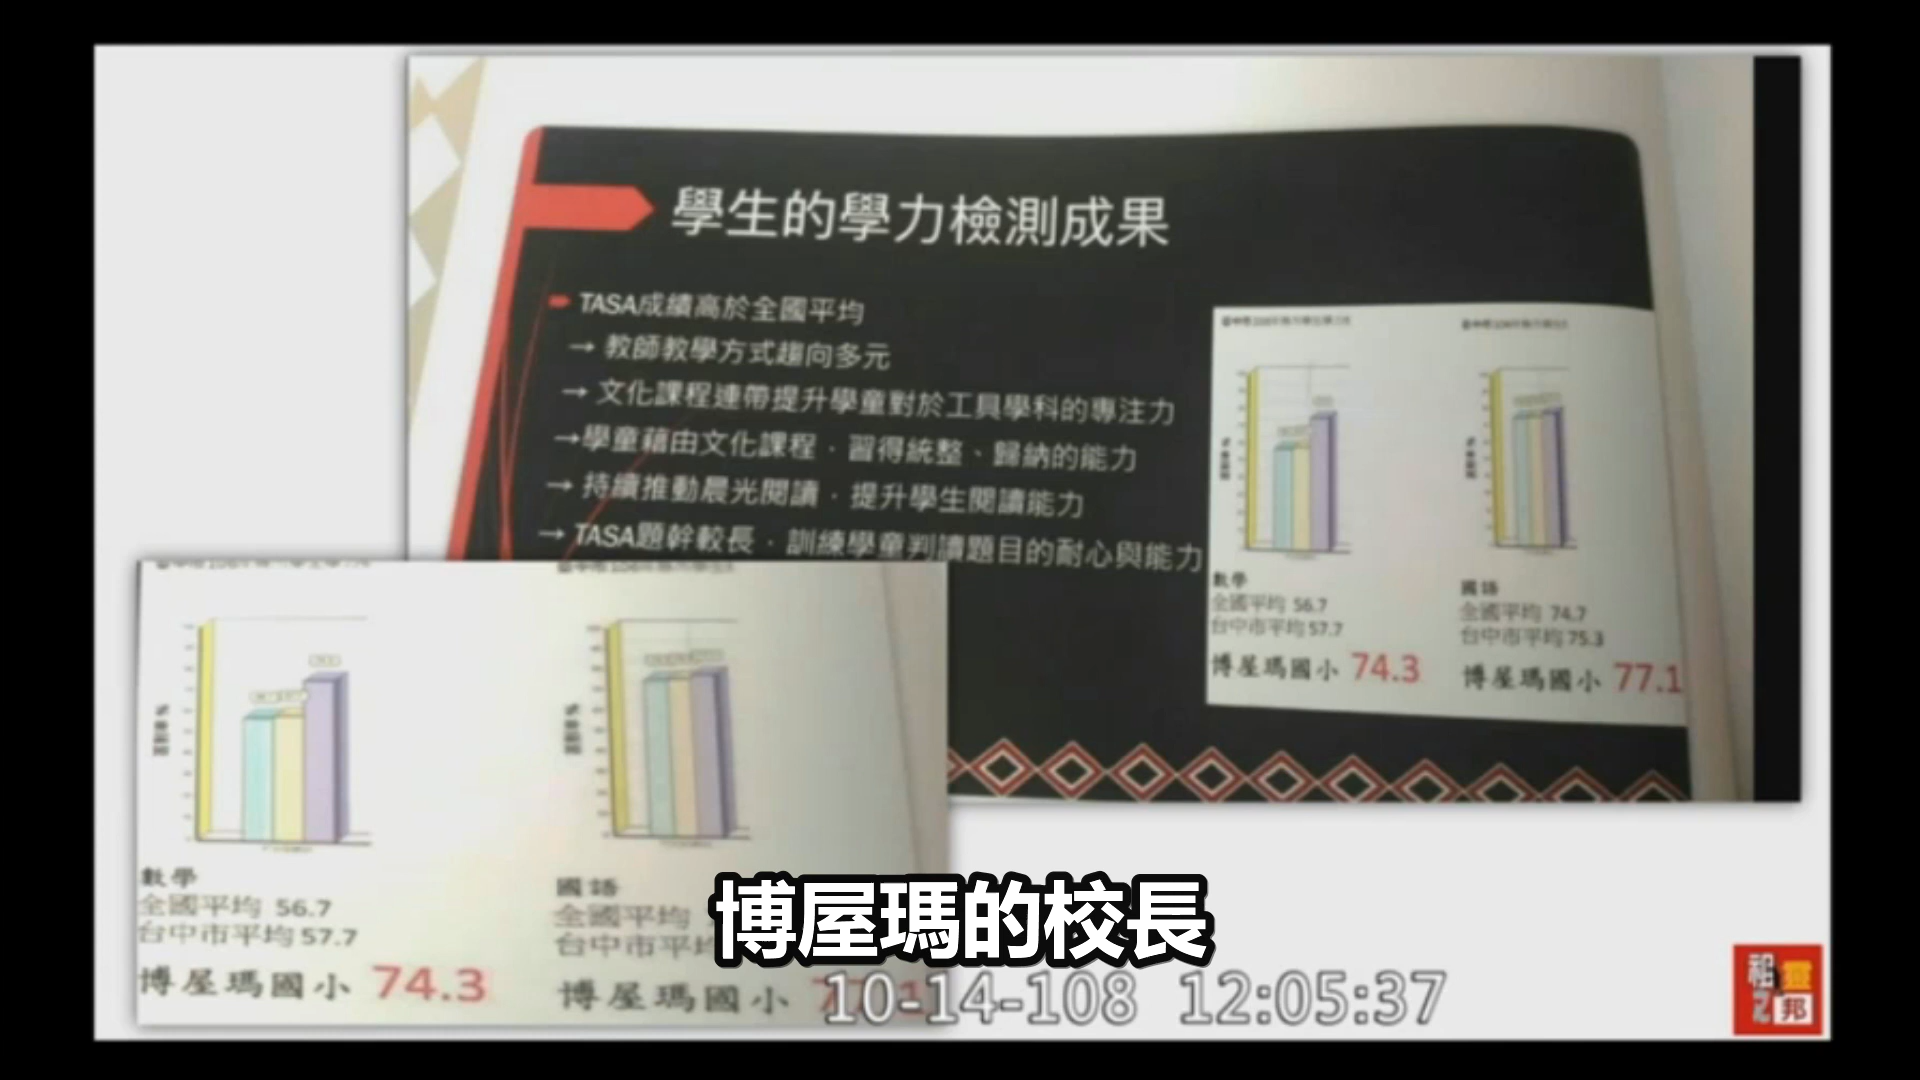 學生的學力檢測成果
TASA成績高於全國平均
→ 教師教學方式趨向多元
→ 文化課程連帶提升學童對於工具學科的專注力
→學童藉由文化課程，習得統整、歸納的能力
→ 持續推動晨光閱讀，提升學生閱讀能力
→ TASA題幹較長，訓練學童判讀題目的耐心與能力
數學
全國平均 56.7
台中市平均 57.7
博屋瑪國小 74.3
國語
全國平均 74.7
台中市平均 75.3
博屋瑪國小 77.1
數學
全國平均 56.7
台中市平均 57.7
博屋瑪國小 74.3
國語
全國平均
台中市平均
博屋瑪國小 77.1
博屋瑪的校長
10-14-108 12:05:37
祖靈之邦